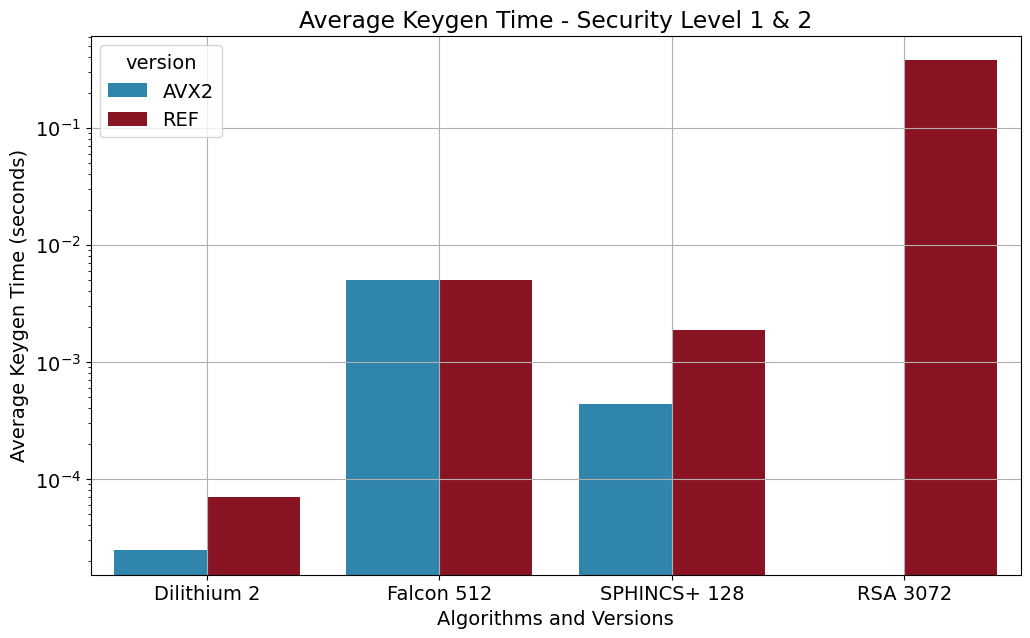 Average Keygen Time - Security Level 1 & 2
version
AVX2
REF
Average Keygen Time (seconds)
10⁻¹
10⁻²
10⁻³
10⁻⁴
Dilithium 2 Falcon 512 SPHINCS+ 128 RSA 3072
Algorithms and Versions